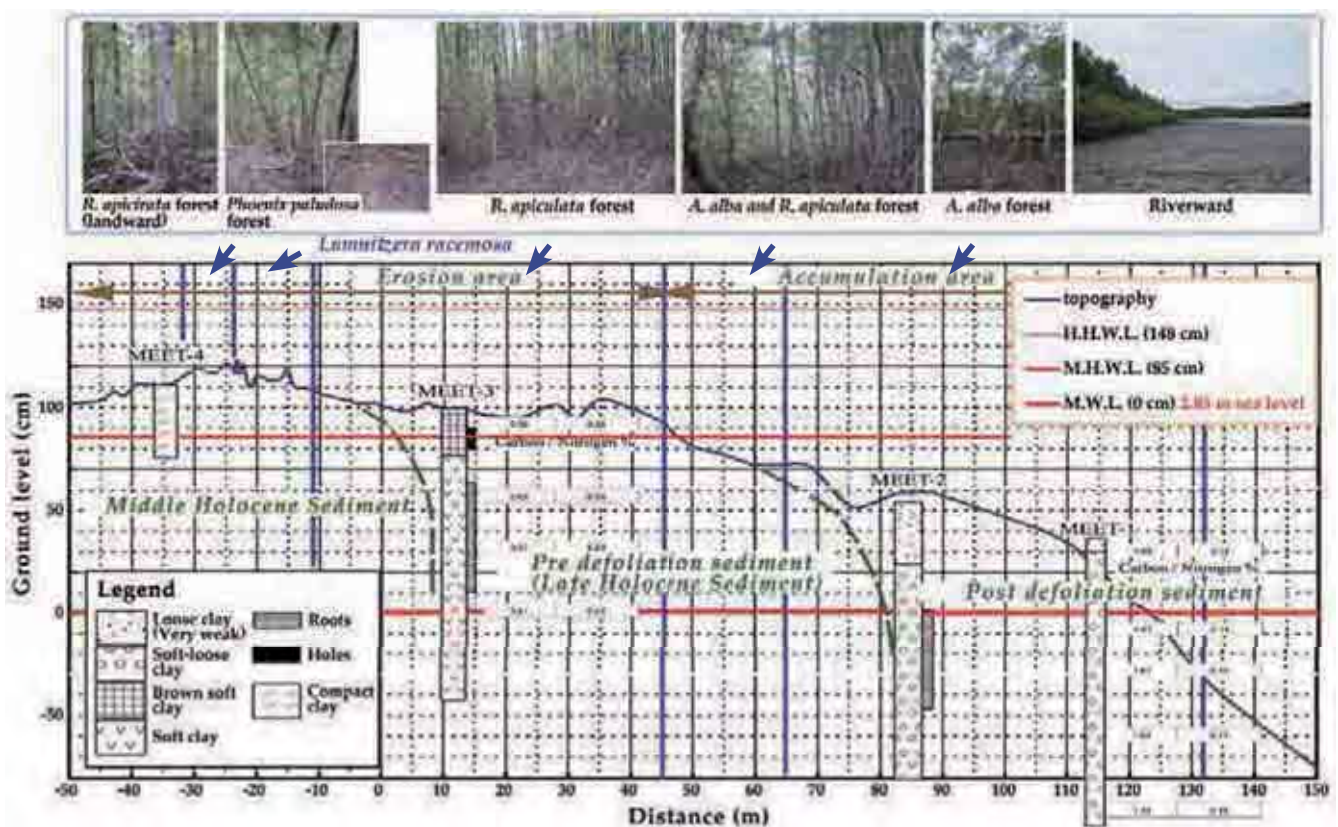 R. apicirata forest
(landward)
Phoenix paludosa
forest
R. apiculata forest
A. alba and R. apiculata forest
A. alba forest
Riverward
Lumnitzera racemosa
Erosion area
Accumulation area
topography
H.H.W.L. (148 cm)
M.H.W.L. (85 cm)
M.W.L. (0 cm) 2.85 m sea level
Ground level (cm)
150
100
50
0
-50
MEET-4
MEET-3
Carbon / Nitrogen %
MEET-2
MEET-1
Carbon / Nitrogen %
Middle Holocene Sediment
Pre defoliation sediment
(Late Holocene Sediment)
Post defoliation sediment
Legend
Loose clay
(Very weak)
Roots
Soft-loose
clay
Holes
Brown soft
clay
Compact
clay
Soft clay
-50 -40 -30 -20 -10 0 10 20 30 40 50 60 70 80 90 100 110 120 130 140 150
Distance (m)